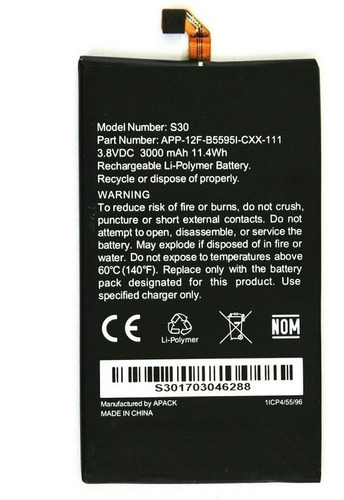 Model Number: S30
Part Number: APP-12F-B5595I-CXX-111
3.8VDC 3000 mAh 11.4Wh
Rechargeable Li-Polymer Battery
Recycle or dispose of properly.
WARNING
To reduce risk of fire or burns, do not crush,
puncture or short external contacts. Do not
attempt to open, disassemble, or service the
battery. May explode if disposed of in fire or
water. Do not expose to temperatures above
60°C(140°F). Replace only with the battery
pack designated for this product. Use
specified charger only.
CE
Li-Polymer
NOM
S301703046288
Manufactured by APACK
MADE IN CHINA
1ICP4/55/96